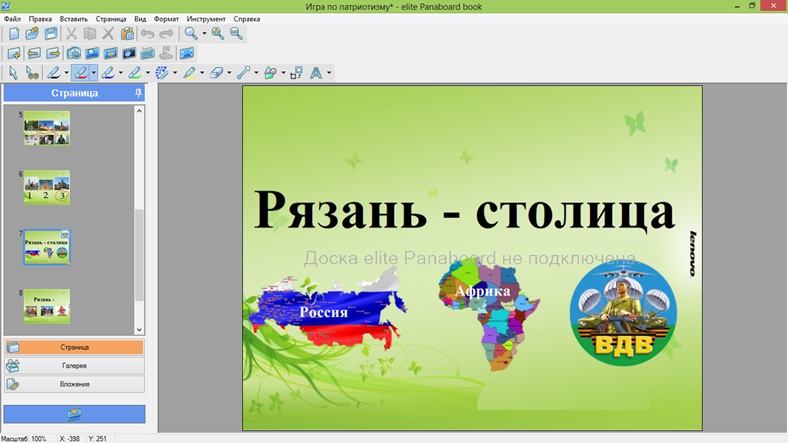 Игра по патриотизму* - elite Panaboard book
Файл Правка Вставить Страница Вид Формат Инструмент Справка
Страница
5
6
1 2 3
7
Рязань - столица
8
Рязань -
Страница
Галерея
Вложения
Рязань - столица
Доска elite Panaboard не подключена
lenovo
Россия
Африка
ВДВ
Масштаб: 100% X: -398 Y: 251